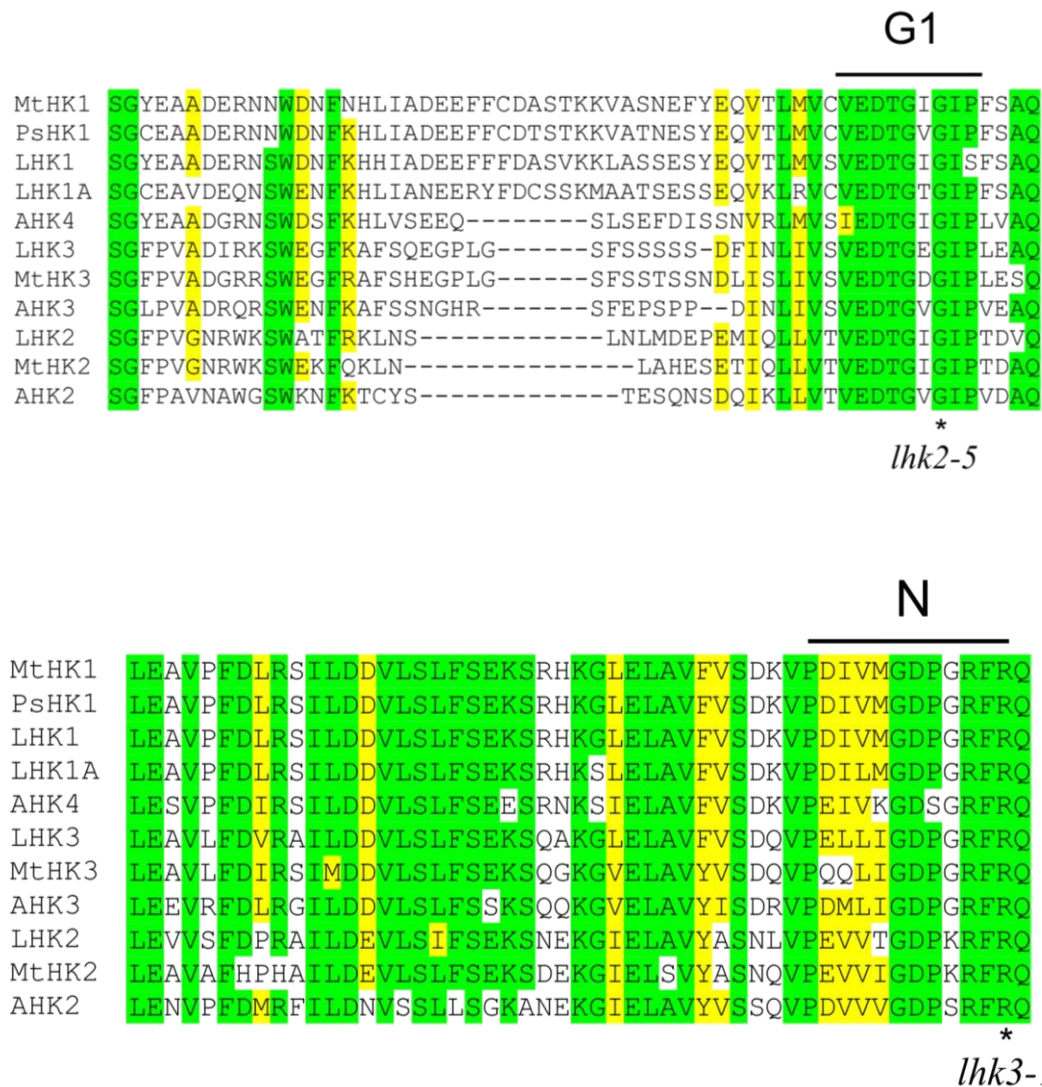 G1
MtHK1 SGYEAADERNNWDNFNHLIADEEFFCDASTKKVASNEFYEQVTLMVCVEDTGIGIPFSAQ
PsHK1 SGCEAADERNNWDNFKHLIADEEFFCDTSTKKVATNESYEQVTLMVCVEDTGVGIPFSAQ
LHK1 SGYEAADERNSWDNFKHHIADEEFFFDASVKKLASSESYEQVTLMVSVEDTGIGISFSAQ
LHK1A SGCEAVDEQNSWENFKHLIANEERYFDCSSKMAATSESSEQVKLRVCVEDTGTGIPFSAQ
AHK4 SGYEAADGRNSWDSFKHLVSEEQ--------SLSEFDISSNVRLMVSIEDTGIGIPLVAQ
LHK3 SGFPVADIRKSWEGFKAFSQEGPLG------SFSSSSS-DFINLIVSVEDTGEGIPLEAQ
MtHK3 SGFPVADGRRSWEGFRAFSHEGPLG------SFSSTSSNDLISLIVSVEDTGDGIPLESQ
AHK3 SGLPVADRQRSWENFKAFSSNGHR-------SFEPSPP--DINLIVSVEDTGVGIPVEAQ
LHK2 SGFPVGNRWKSWATFRKLNS------------LNLMDEPEMIQLLVTVEDTGIGIPTDVQ
MtHK2 SGFPVGNRWKSWEKFQKLN---------------LAHESETIQLLVTVEDTGIGIPTDAQ
AHK2 SGFPAVNAWGSWKNFKTCYS-------------TESQNSDQIKLLVTVEDTGVGIPVDAQ
*
lhk2-5
N
MtHK1 LEAVPFDLRSILDDVLSLFSEKSRHKGLELAVFVSDKVPDIVMGDPGRFRQ
PsHK1 LEAVPFDLRSILDDVLSLFSEKSRHKGLELAVFVSDKVPDIVMGDPGRFRQ
LHK1 LEAVPFDLRSILDDVLSLFSEKSRHKGLELAVFVSDKVPDIVMGDPGRFRQ
LHK1A LEAVPFDLRSILDDVLSLFSEKSRHKSLELAVFVSDKVPDILMGDPGRFRQ
AHK4 LESVPFDIRSILDDVLSLFSEESRNKSIELAVFVSDKVPEIVKGDSGRFRQ
LHK3 LEAVLFDVRAILDDVLSLFSEKSQAKGLELAVFVSDQVPELLIGDPGRFRQ
MtHK3 LEAVLFDIRSIMDDVLSLFSEKSQGKGVELAVYVSDQVPQQLIGDPGRFRQ
AHK3 LEEVRFDLRGILDDVLSLFSSKSQQKGVELAVYISDRVPDMLIGDPGRFRQ
LHK2 LEVVSFDPRAILDEVLSIFSEKSNEKGIELAVYASNLVPEVVTGDPKRFRQ
MtHK2 LEAVAFHPHAILDEVLSLFSEKSDEKGIELSVYASNQVPEVVIGDPKRFRQ
AHK2 LENVPFDMRFILDNVSSLLSGKANEKGIELAVYVSSQVPDVVVGDPSRFRQ
*
lhk3-